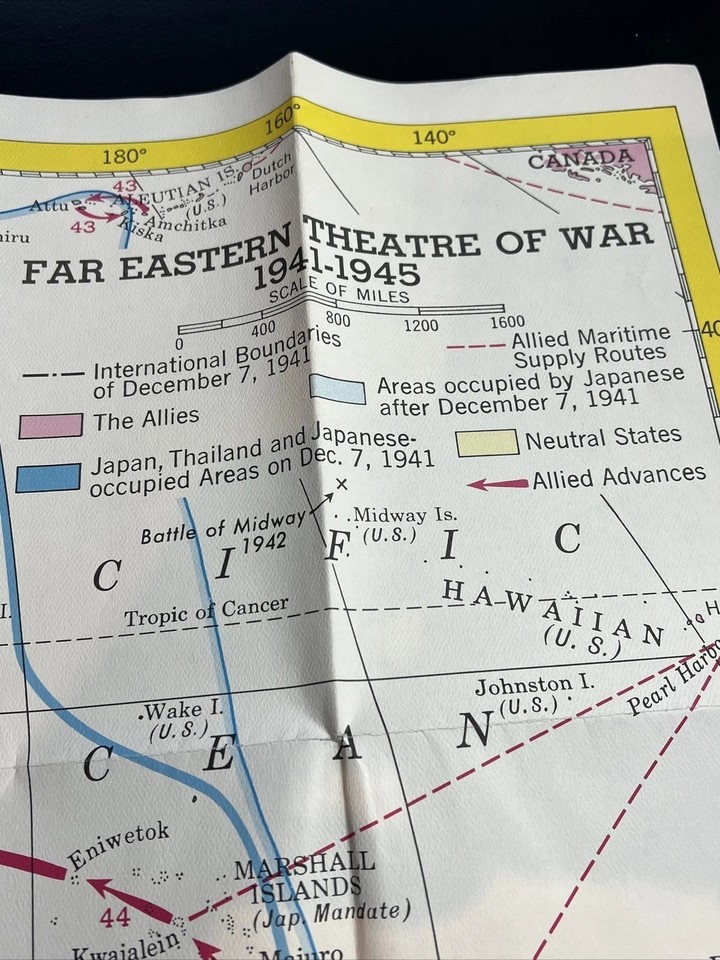 180°
160°
140°
CANADA
43
ALEUTIAN IS.
(U.S.)
Dutch
Harbor
Attu
43
Kiska
Amchitka
FAR EASTERN THEATRE OF WAR
1941-1945
SCALE OF MILES
0 400 800 1200 1600
International Boundaries
of December 7, 1941
Allied Maritime
Supply Routes
40
The Allies
Areas occupied by Japanese
after December 7, 1941
Japan, Thailand and Japanese-
occupied Areas on Dec. 7, 1941
Neutral States
Allied Advances
Battle of Midway
1942
Midway Is.
(U.S.)
C I F I C
Tropic of Cancer
HAWAIIAN
(U.S.)
Wake I.
(U.S.)
Johnston I.
(U.S.)
C E A N
Eniwetok
MARSHALL
ISLANDS
(Jap. Mandate)
44
Kwajalein
Majuro